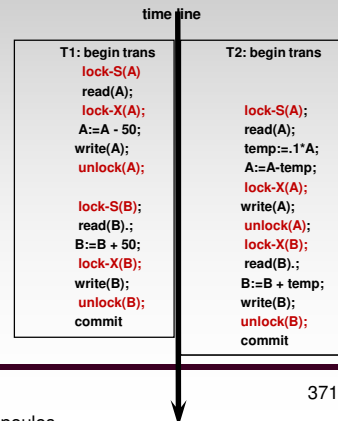 time line
T1: begin trans
lock-S(A)
read(A);
lock-X(A);
A:=A - 50;
write(A);
unlock(A);
lock-S(B);
read(B).;
B:=B + 50;
lock-X(B);
write(B);
unlock(B);
commit
T2: begin trans
lock-S(A);
read(A);
temp:=.1*A;
A:=A-temp;
lock-X(A);
write(A);
unlock(A);
lock-X(B);
read(B).;
B:=B + temp;
write(B);
unlock(B);
commit
371